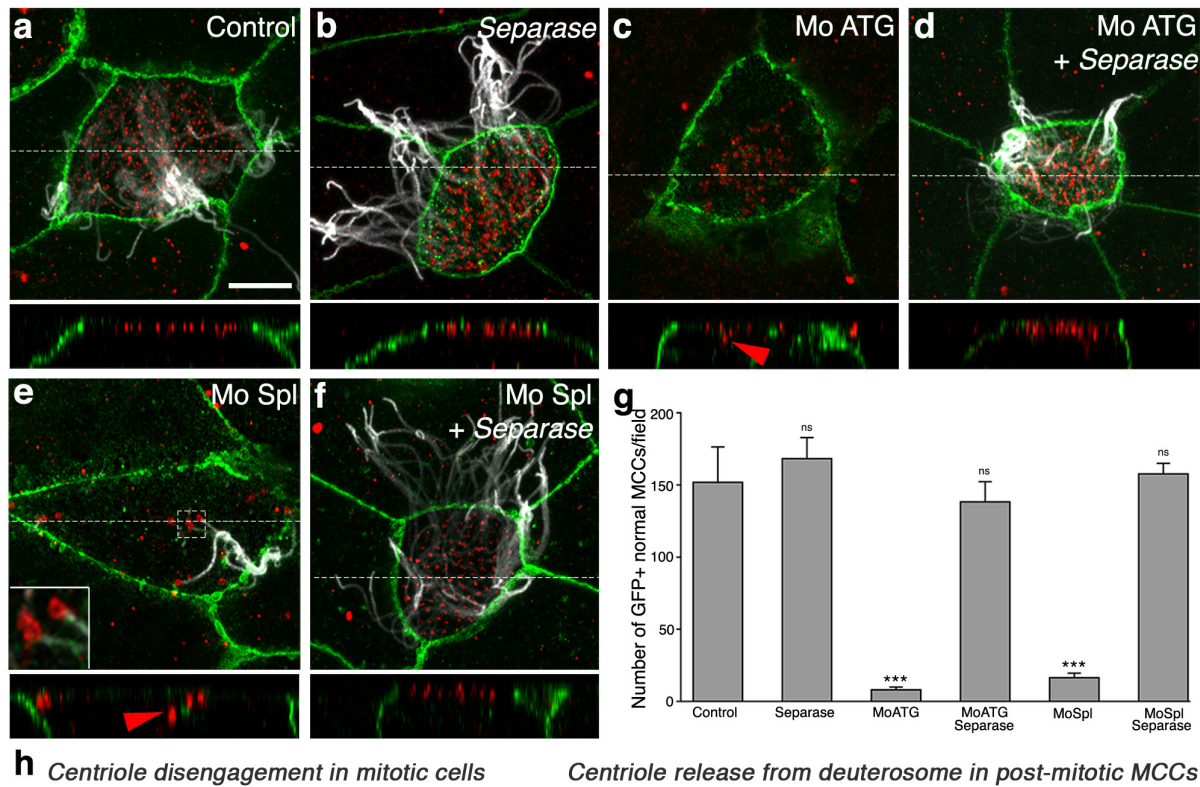 a Control
b Separase
c Mo ATG
d Mo ATG
+ Separase
e Mo Spl
f Mo Spl
+ Separase
g
Number of GFP+ normal MCCs/field
200
150
100
50
0
ns
***
ns
***
ns
Control
Separase
MoATG
MoATG
Separase
MoSpl
MoSpl
Separase
h Centriole disengagement in mitotic cells
Centriole release from deuterosome in post-mitotic MCCs